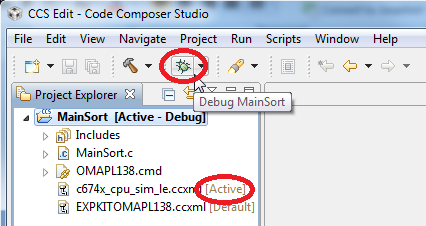 CCS Edit - Code Composer Studio
File Edit View Navigate Project Run Scripts Window Help
Debug MainSort
Project Explorer
MainSort [Active - Debug]
Includes
MainSort.c
OMAPL138.cmd
c674x_cpu_sim_le.ccxml [Active]
EXPKITOMAPL138.ccxml [Default]